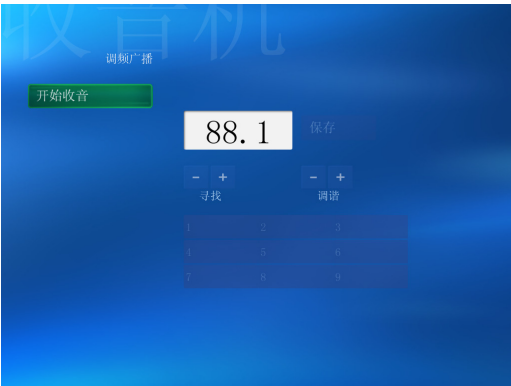 收音机
调频广播
开始收音
88.1 保存
- + - +
寻找 调谐
1 2 3
4 5 6
7 8 9